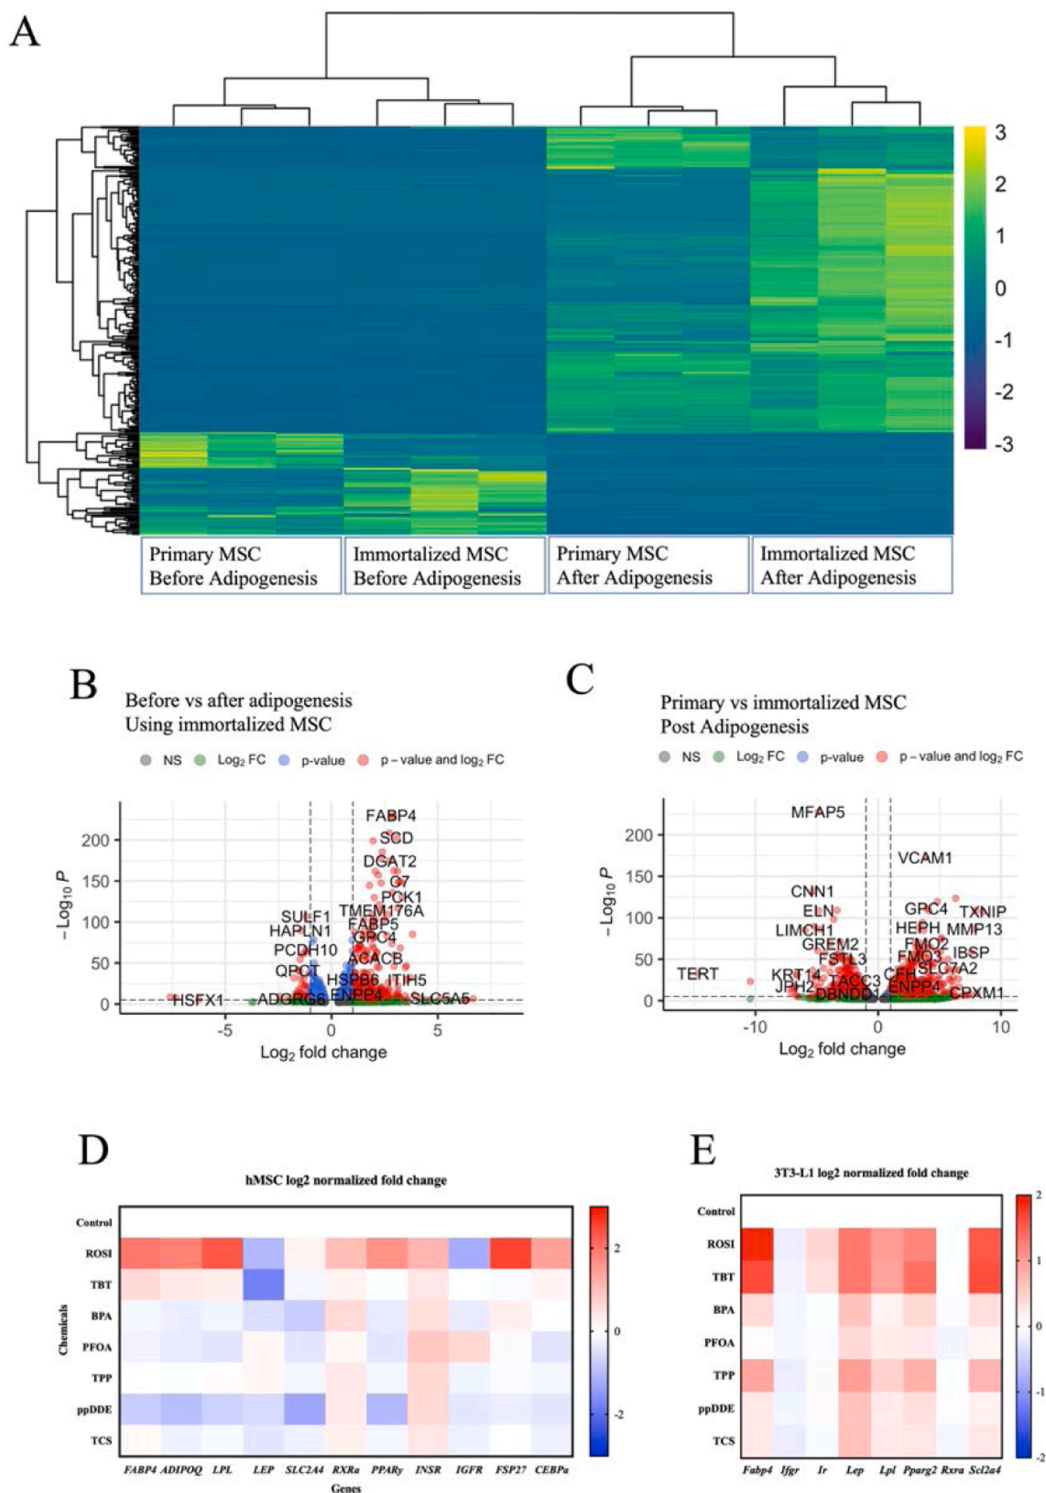 A
3
2
1
0
-1
-2
-3
Primary MSC
Before Adipogenesis
Immortalized MSC
Before Adipogenesis
Primary MSC
After Adipogenesis
Immortalized MSC
After Adipogenesis
B
Before vs after adipogenesis
Using immortalized MSC
NS Log2 FC p-value p – value and log2 FC
FABP4
SCD
DGAT2
C7
PCK1
TMEM176A
SULF1
FABP5
HAPLN1
GPC4
PCDH10
ACACB
QPCT
HSPB6
ITIH5
HSFX1
ADGRG6
ENPP4
SLC5A5
200
150
100
50
0
– Log10 P
-5 0 5
Log2 fold change
C
Primary vs immortalized MSC
Post Adipogenesis
NS Log2 FC p-value p – value and log2 FC
MFAP5
VCAM1
CNN1
ELN
GPC4
TXNIP
LIMCH1
HEPH
MMP13
GREM2
FMO2
FSTL3
FMO3
IBSP
TERT
KRT14
TACC3
CFH
SLC7A2
JPH2
DBNDD1
ENPP4
CPXM1
200
150
100
50
0
– Log10 P
-10 0 10
Log2 fold change
D
hMSC log2 normalized fold change
Chemicals
Control
ROSI
TBT
BPA
PFOA
TPP
ppDDE
TCS
2
0
-2
FABP4 ADIPOQ LPL LEP SLC2A4 RXRa PPARy INSR IGFR FSP27 CEBPa
Genes
E
3T3-L1 log2 normalized fold change
Control
ROSI
TBT
BPA
PFOA
TPP
ppDDE
TCS
2
1
0
-1
-2
Fabp4 Ifgr Ir Lep Lpl Pparg2 Rxra Scl2a4